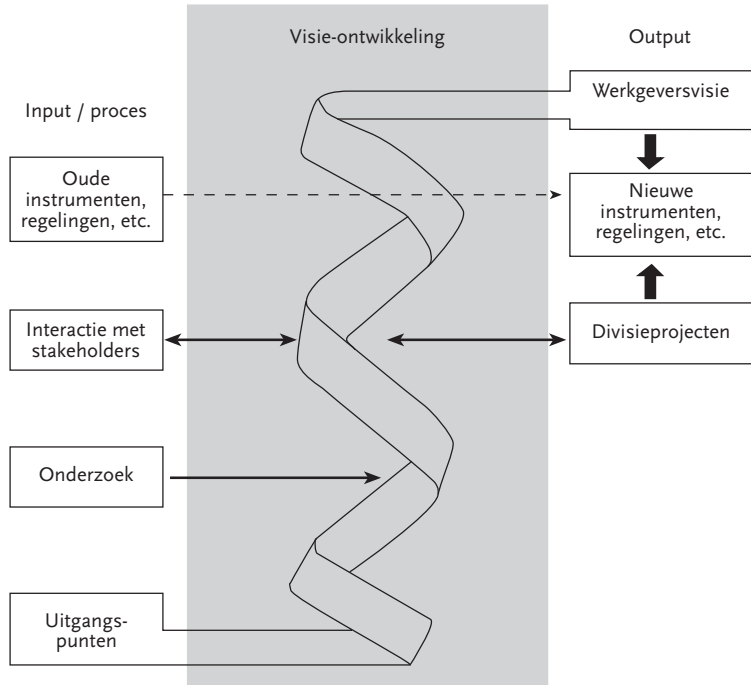 Visie-ontwikkeling
Output
Input / proces
Werkgeversvisie
Oude
instrumenten,
regelingen, etc.
Nieuwe
instrumenten,
regelingen, etc.
Interactie met
stakeholders
Divisieprojecten
Onderzoek
Uitgangs-
punten